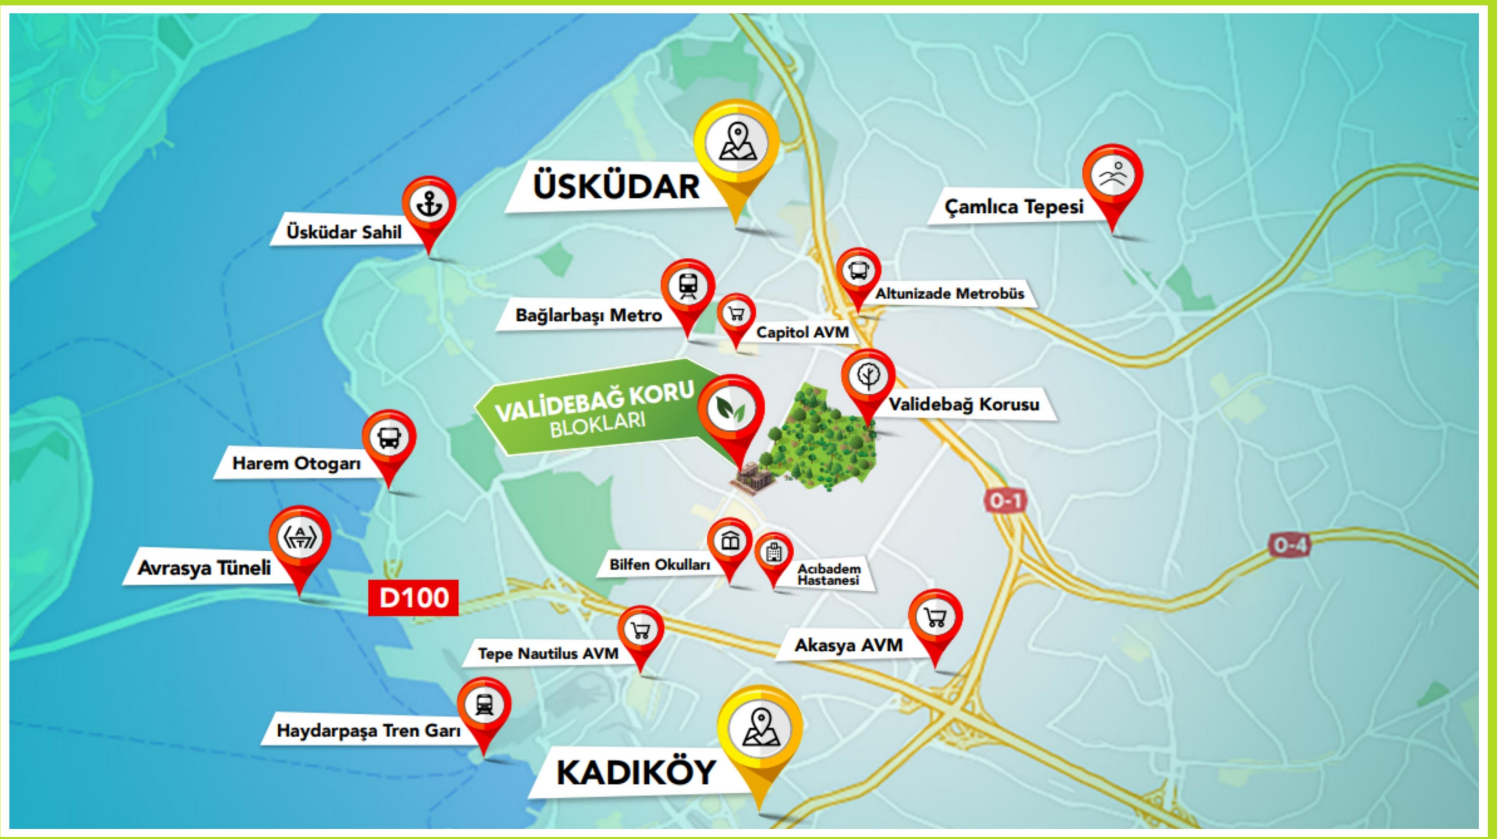 ÜSKÜDAR
Çamlıca Tepesi
Üsküdar Sahil
Altunizade Metrobüs
Bağlarbaşı Metro
Capitol AVM
VALİDEBAĞ KORU
BLOKLARI
Validebağ Korusu
Harem Otogarı
O-1
O-4
A
T
Avrasya Tüneli
Bilfen Okulları
Acıbadem
Hastanesi
D100
Tepe Nautilus AVM
Akasya AVM
Haydarpaşa Tren Garı
KADIKÖY